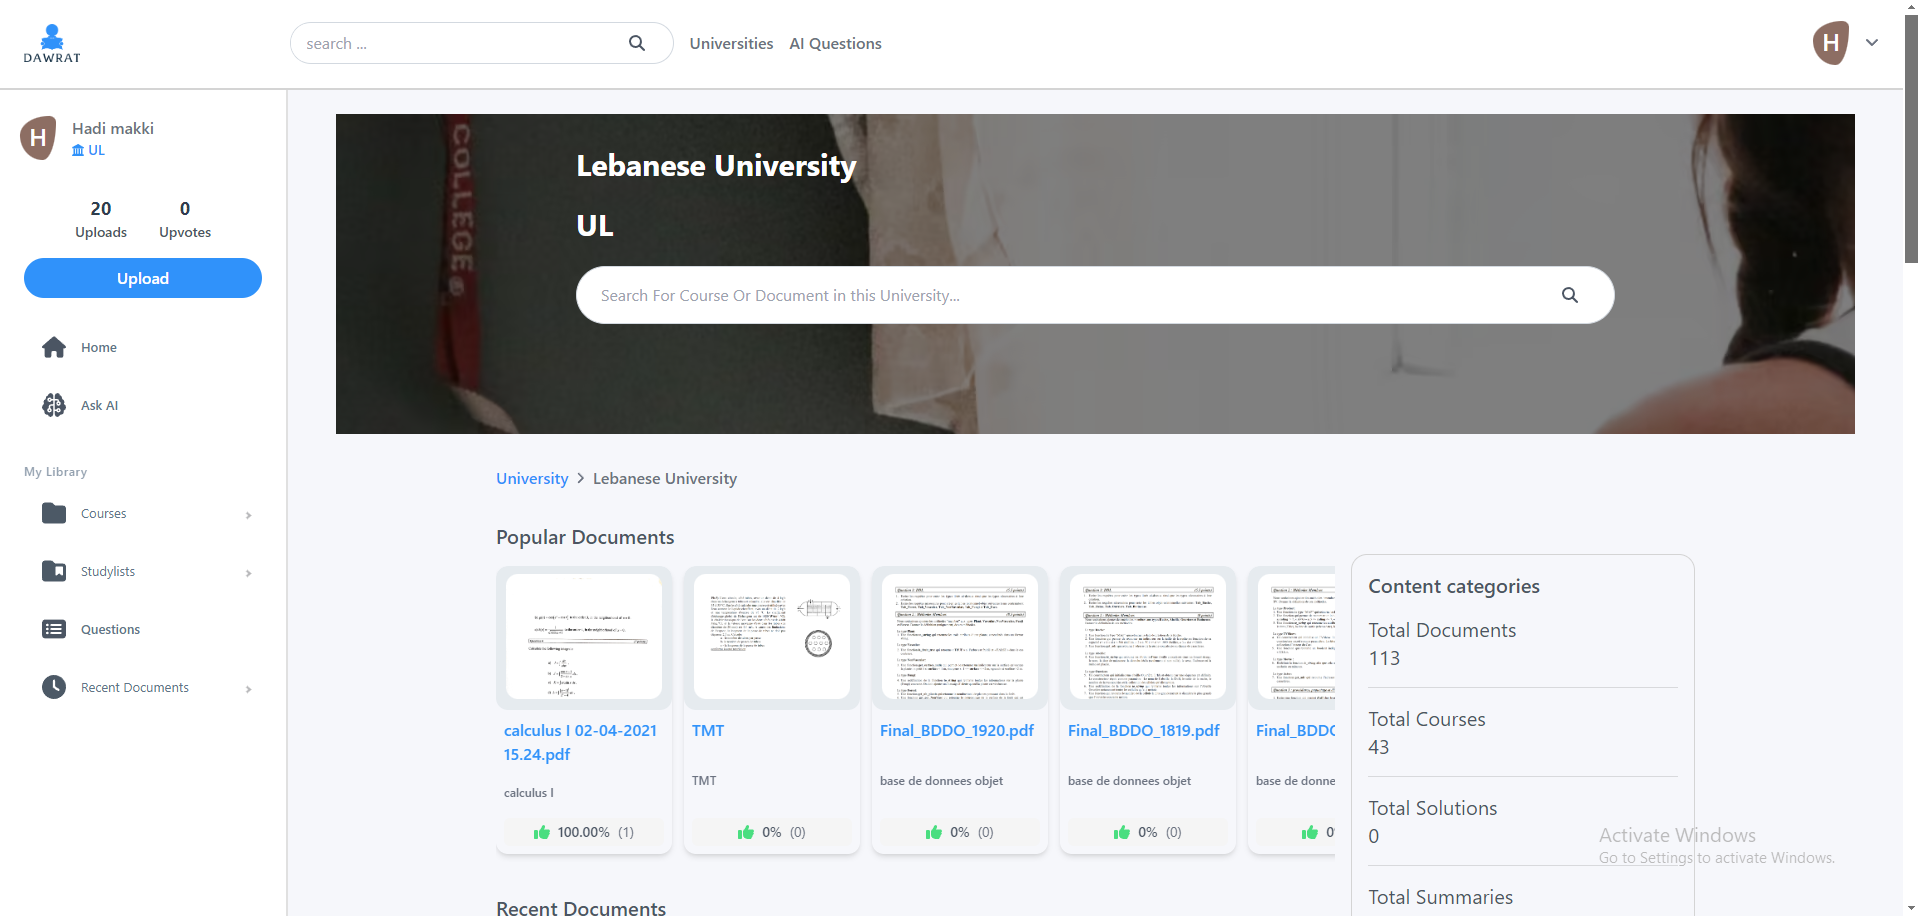 DAWRAT
search ...
Universities
AI Questions
H
H
Hadi makki
UL
20
0
Uploads
Upvotes
Upload
Home
Ask AI
My Library
Courses
Studylists
Questions
Recent Documents
COLLEGE®
Lebanese University
UL
Search For Course Or Document in this University...
University > Lebanese University
Popular Documents
calculus I 02-04-2021
15.24.pdf
calculus I
100.00% (1)
TMT
TMT
0% (0)
Final_BDDO_1920.pdf
base de donnees objet
0% (0)
Final_BDDO_1819.pdf
base de donnees objet
0% (0)
Final_BDDO
base de donne
0
Recent Documents
Content categories
Total Documents
113
Total Courses
43
Total Solutions
0
Total Summaries
Activate Windows
Go to Settings to activate Windows.